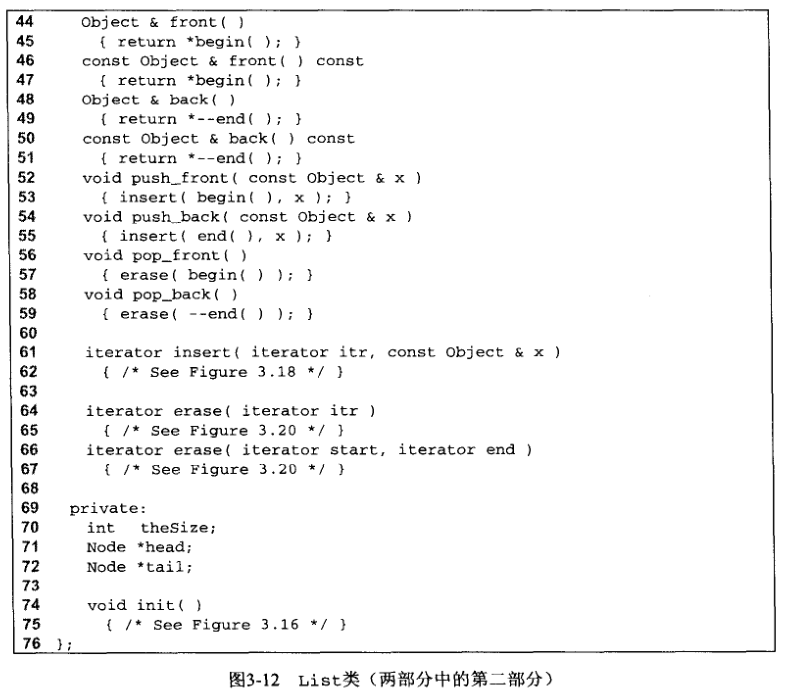 44 Object & front( )
45 { return *begin( ); }
46 const Object & front( ) const
47 { return *begin( ); }
48 Object & back( )
49 { return *--end( ); }
50 const Object & back( ) const
51 { return *--end( ); }
52 void push_front( const Object & x )
53 { insert( begin( ), x ); }
54 void push_back( const Object & x )
55 { insert( end( ), x ); }
56 void pop_front( )
57 { erase( begin( ) ); }
58 void pop_back( )
59 { erase( --end( ) ); }
60
61 iterator insert( iterator itr, const Object & x )
62 { /* See Figure 3.18 */ }
63
64 iterator erase( iterator itr )
65 { /* See Figure 3.20 */ }
66 iterator erase( iterator start, iterator end )
67 { /* See Figure 3.20 */ }
68
69 private:
70 int theSize;
71 Node *head;
72 Node *tail;
73
74 void init( )
75 { /* See Figure 3.16 */ }
76 };
图3-12 List类（两部分中的第二部分）